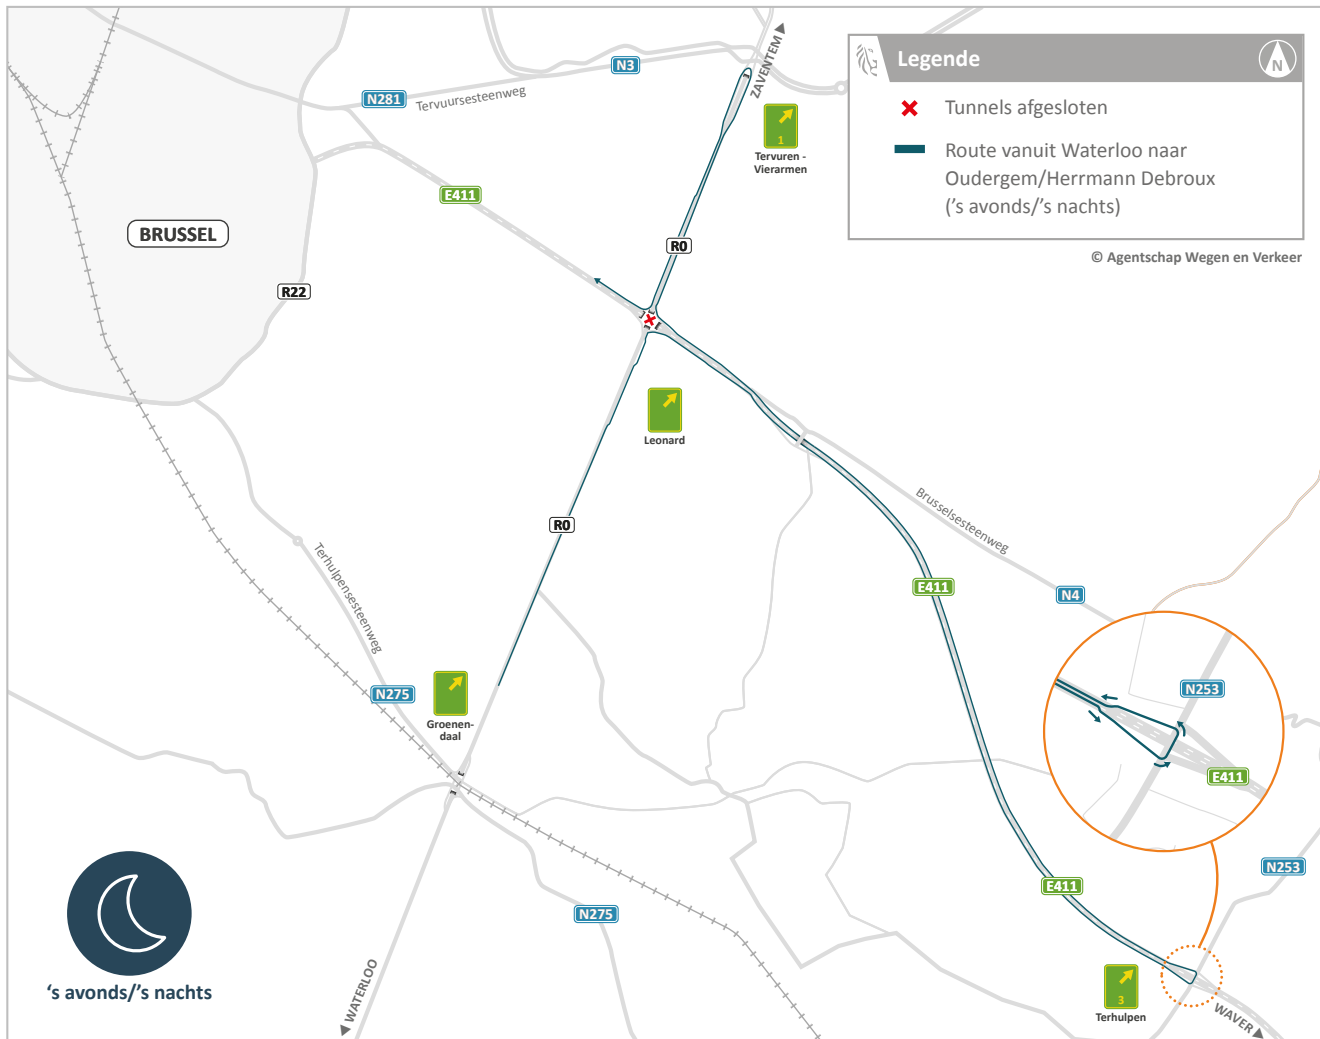 ZAVENTEM
N3
N281
Tervuursesteenweg
1
Tervuren -
Vierarmen
Legende
N
Tunnels afgesloten
Route vanuit Waterloo naar
Oudergem/Herrmann Debroux
('s avonds/'s nachts)
© Agentschap Wegen en Verkeer
E411
BRUSSEL
R0
R22
Leonard
Brusselsesteenweg
R0
Terhulpensesteenweg
E411
N4
N275
Groenen-
daal
N253
E411
N253
E411
N275
's avonds/'s nachts
WATERLOO
3
Terhulpen
WAVER